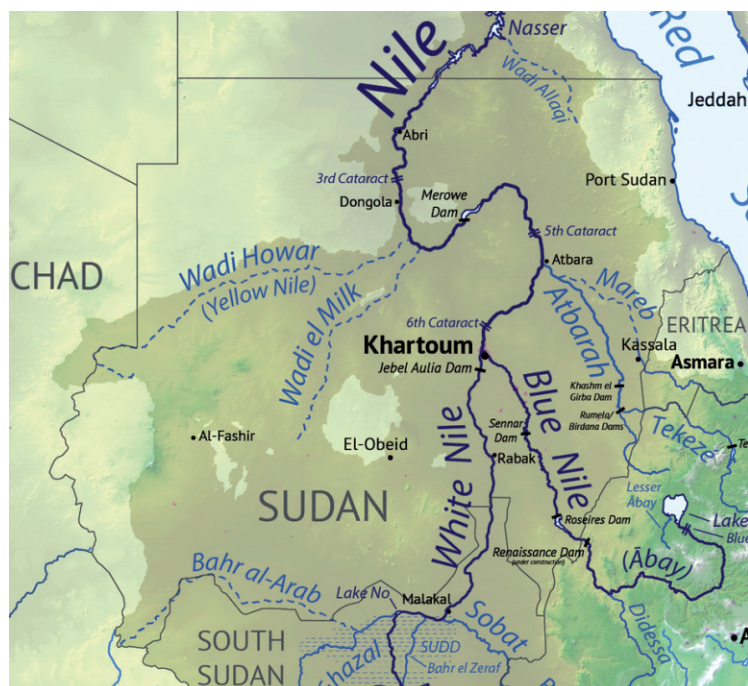 Nasser
Red
Nile
Wadi Allaqi
Jeddah
Abri
3rd Cataract
Port Sudan
Dongola
Merowe
Dam
5th Cataract
Wadi Howar
(Yellow Nile)
Atbara
CHAD
Mareb
Wadi el Milk
Atbarah
6th Cataract
ERITREA
Khartoum
Kassala
Asmara
Jebel Aulia Dam
Blue Nile
Khashm el
Girba Dam
Rumela/
Birdana Dams
Al-Fashir
El-Obeid
Sennar
Dam
Tekeze
White Nile
Rabak
Lesser
Ābay
Lake
Blue
SUDAN
Roseires Dam
Renaissance Dam
(under construction)
(Ābay)
Bahr al-Arab
Lake No
Malakal
Sobat
Didessa
SOUTH
SUDAN
SUDD
Bahr el Zeraf